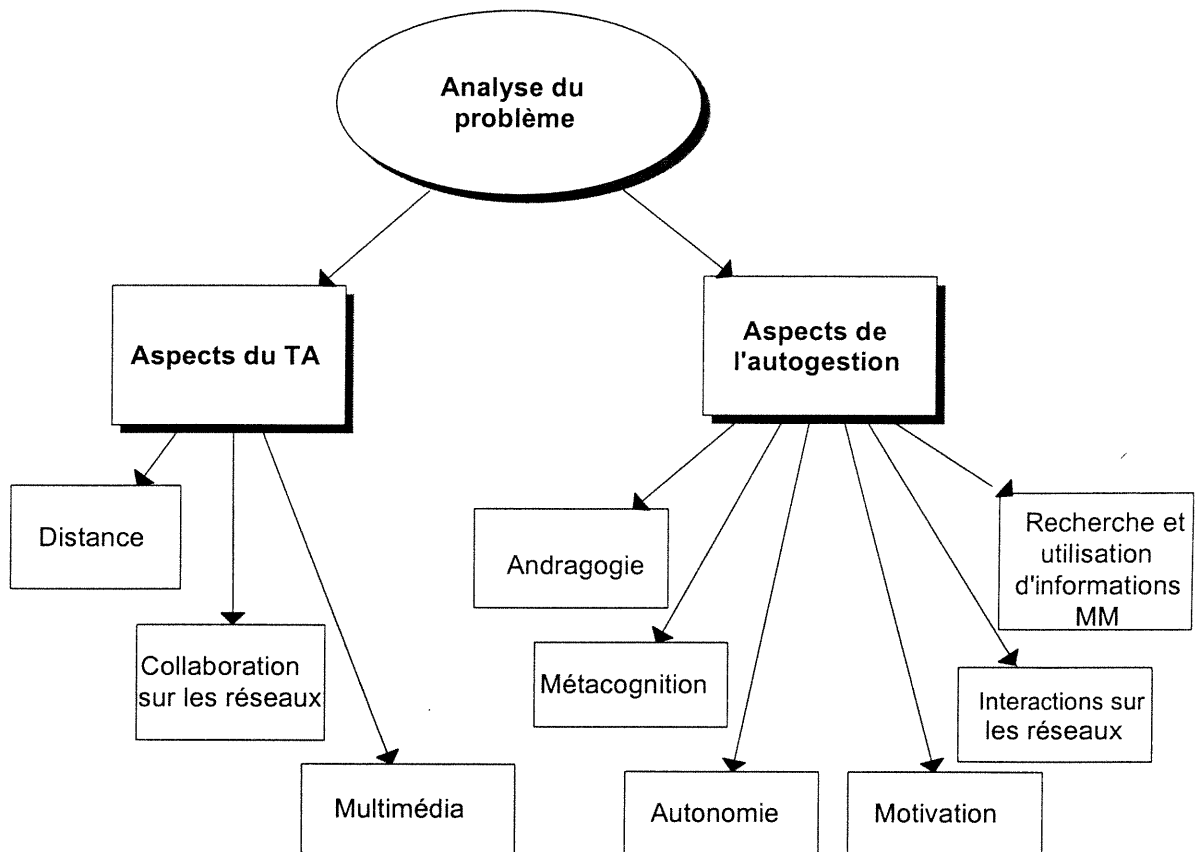 Analyse du
problème
Aspects du TA
Aspects de
l'autogestion
Distance
Collaboration
sur les réseaux
Multimédia
Andragogie
Métacognition
Autonomie
Motivation
Interactions sur
les réseaux
Recherche et
utilisation
d'informations
MM